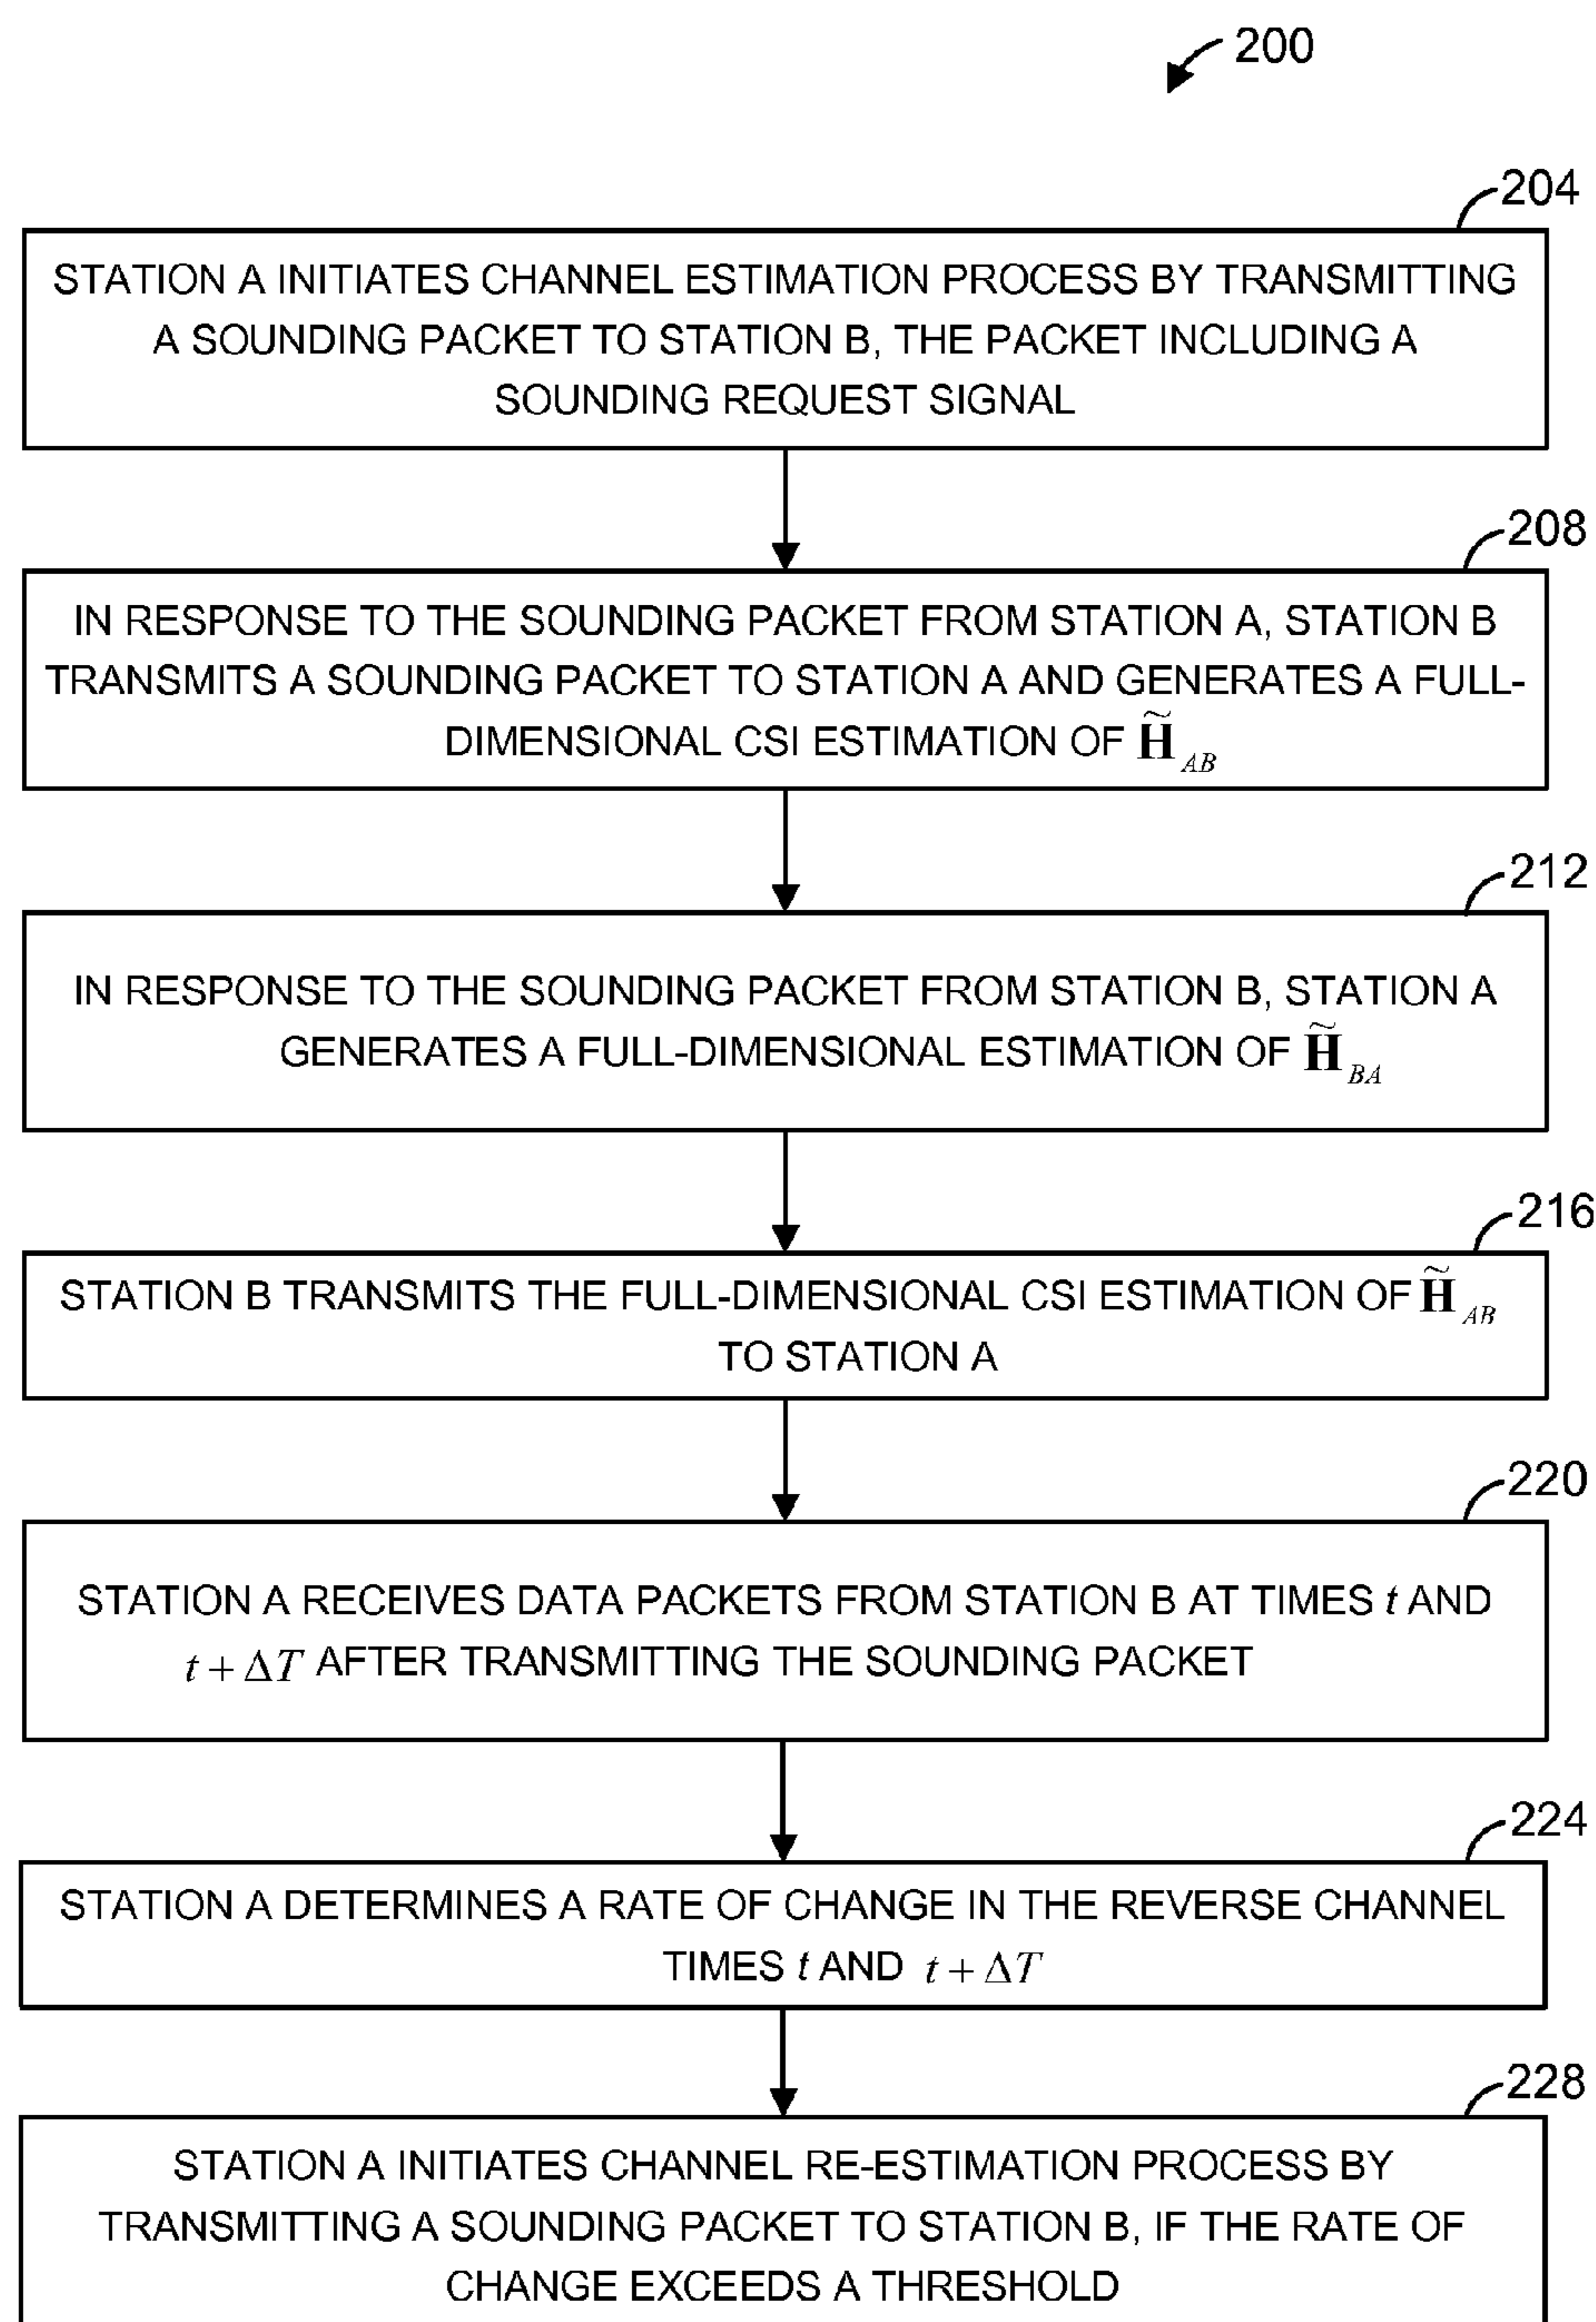 200
204
STATION A INITIATES CHANNEL ESTIMATION PROCESS BY TRANSMITTING
A SOUNDING PACKET TO STATION B, THE PACKET INCLUDING A
SOUNDING REQUEST SIGNAL
208
IN RESPONSE TO THE SOUNDING PACKET FROM STATION A, STATION B
TRANSMITS A SOUNDING PACKET TO STATION A AND GENERATES A FULL-
DIMENSIONAL CSI ESTIMATION OF H̃_AB
212
IN RESPONSE TO THE SOUNDING PACKET FROM STATION B, STATION A
GENERATES A FULL-DIMENSIONAL ESTIMATION OF H̃_BA
216
STATION B TRANSMITS THE FULL-DIMENSIONAL CSI ESTIMATION OF H̃_AB
TO STATION A
220
STATION A RECEIVES DATA PACKETS FROM STATION B AT TIMES t AND
t + ΔT AFTER TRANSMITTING THE SOUNDING PACKET
224
STATION A DETERMINES A RATE OF CHANGE IN THE REVERSE CHANNEL
TIMES t AND t + ΔT
228
STATION A INITIATES CHANNEL RE-ESTIMATION PROCESS BY
TRANSMITTING A SOUNDING PACKET TO STATION B, IF THE RATE OF
CHANGE EXCEEDS A THRESHOLD